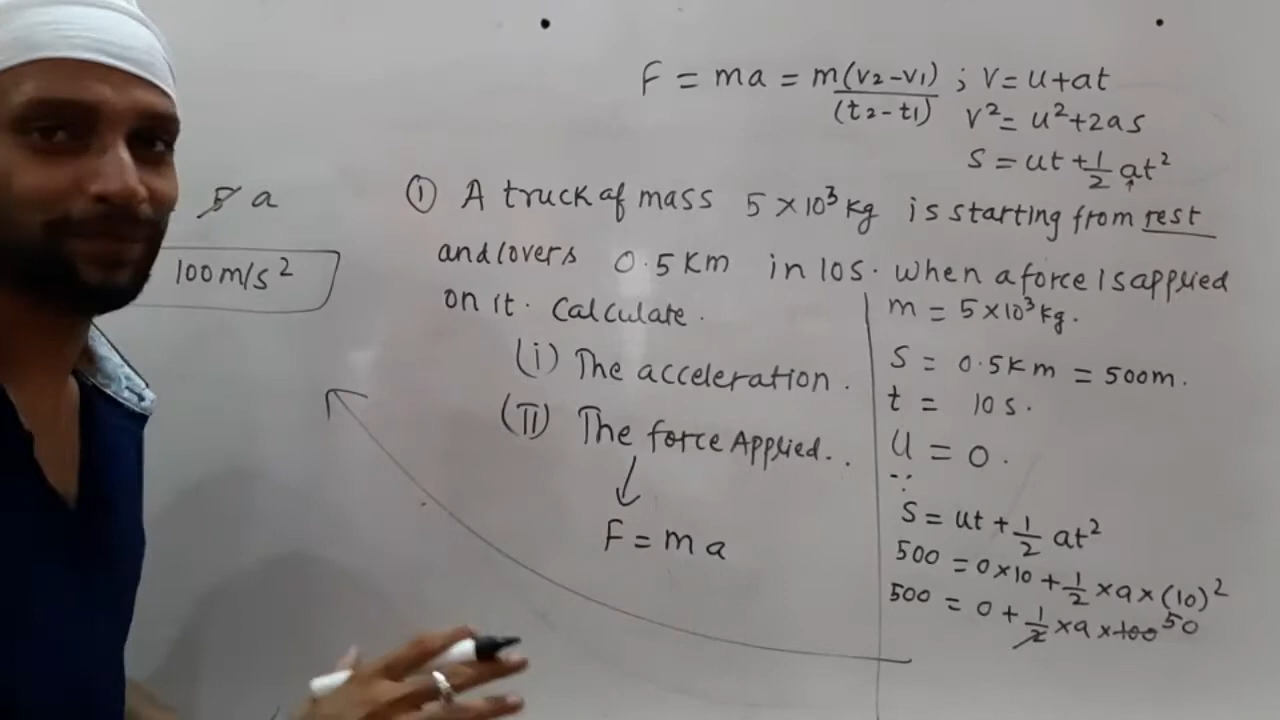 F = ma = m(v2-v1)/(t2-t1) ; V = u+at
V² = u²+2as
S = ut + 1/2 at²
① A truck of mass 5×10³ kg is starting from rest
and covers 0.5 Km in 10s. when a force is applied
on it. Calculate.
(i) The acceleration.
(II) The force Applied..
↓
F = ma
m = 5×10³ kg.
S = 0.5Km = 500m.
t = 10 s.
U = 0.
∵
S = ut + 1/2 at²
500 = 0×10 + 1/2 × a × (10)²
500 = 0 + 1/2 × a × 100 50
a
100 m/s²